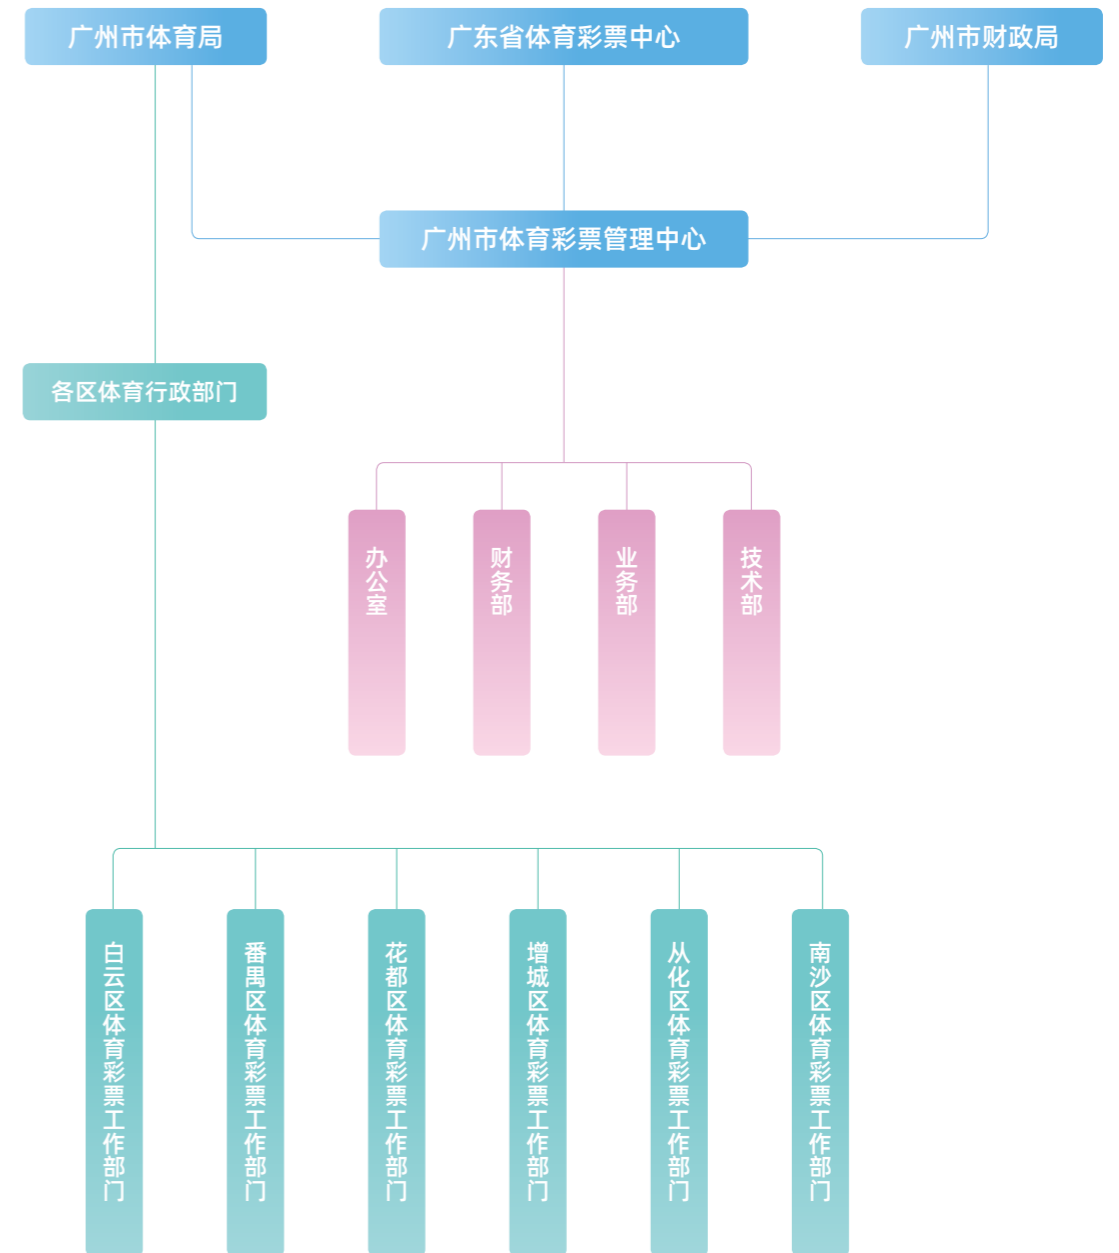 广州市体育局
广东省体育彩票中心
广州市财政局
广州市体育彩票管理中心
各区体育行政部门
办公室
财务部
业务部
技术部
白云区体育彩票工作部门
番禺区体育彩票工作部门
花都区体育彩票工作部门
增城区体育彩票工作部门
从化区体育彩票工作部门
南沙区体育彩票工作部门